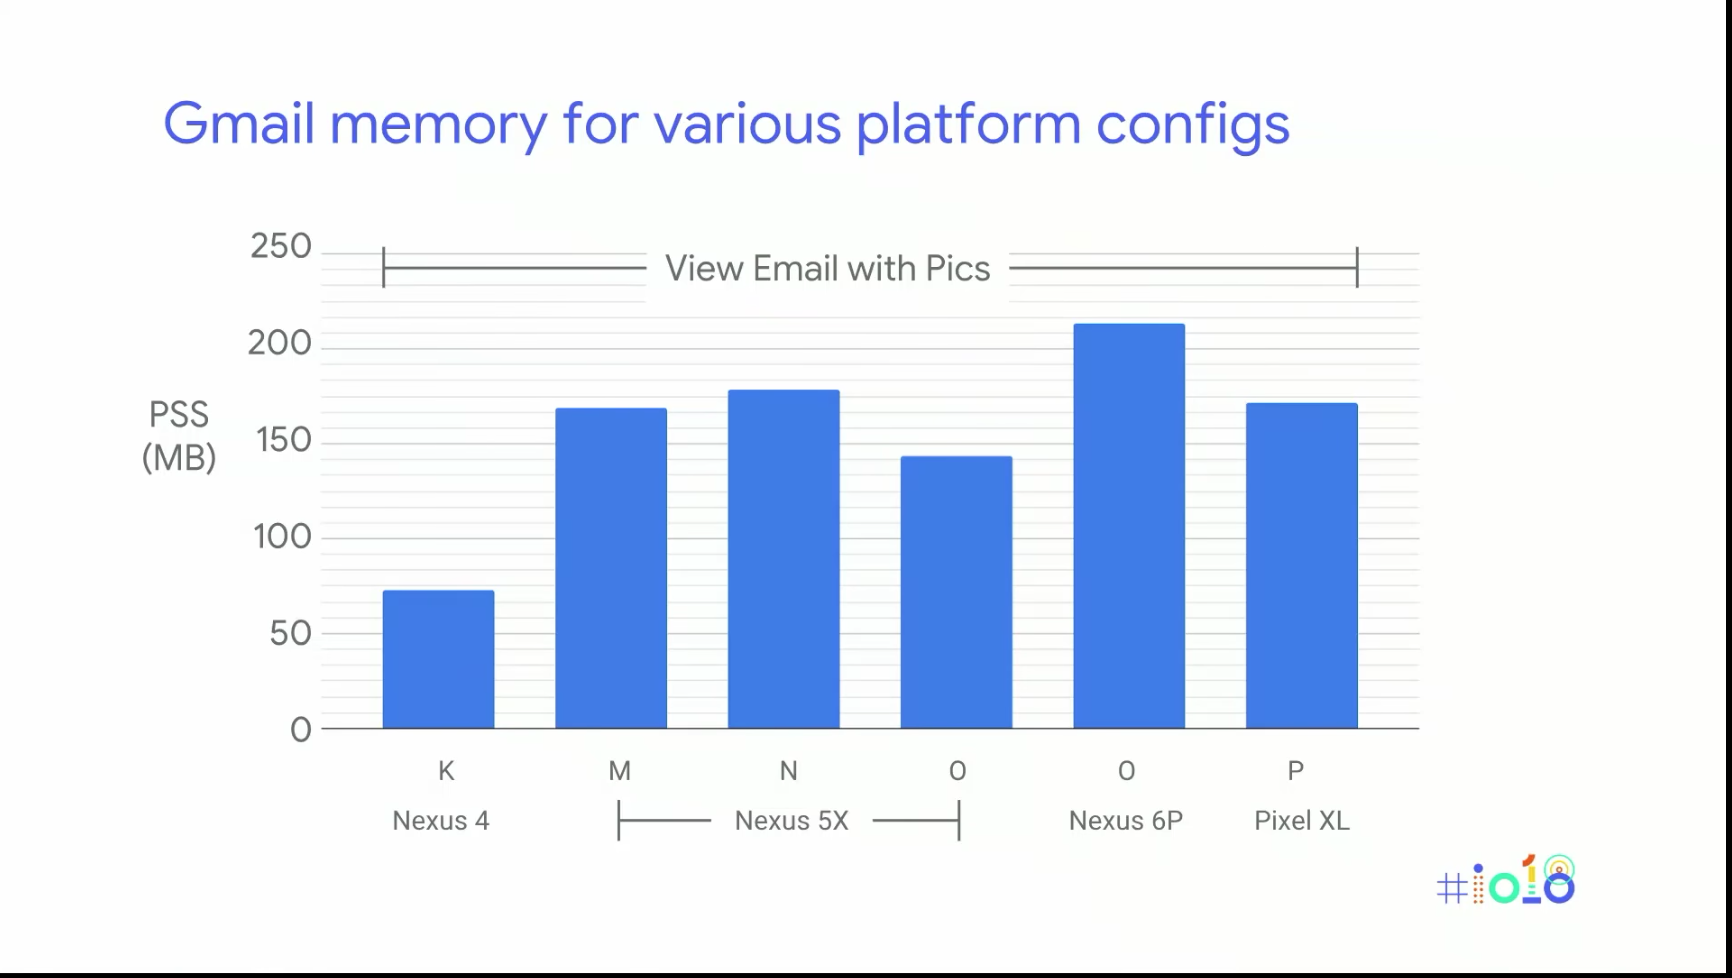 Gmail memory for various platform configs
250
View Email with Pics
200
PSS
(MB)
150
100
50
0
K M N O O P
Nexus 4 Nexus 5X Nexus 6P Pixel XL
#io18